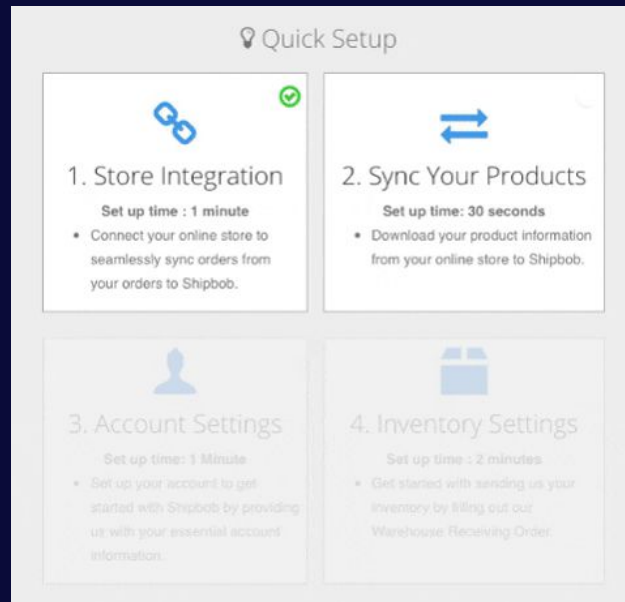 Quick Setup
1. Store Integration
Set up time : 1 minute
• Connect your online store to
seamlessly sync orders from
your orders to Shipbob.
2. Sync Your Products
Set up time: 30 seconds
• Download your product information
from your online store to Shipbob.
3. Account Settings
Set up time: 1 Minute
• Set up your account to get
started with Shipbob by providing
us with your essential account
information.
4. Inventory Settings
Set up time : 2 minutes
• Get started with sending us your
inventory by filling out our
Warehouse Receiving Order.